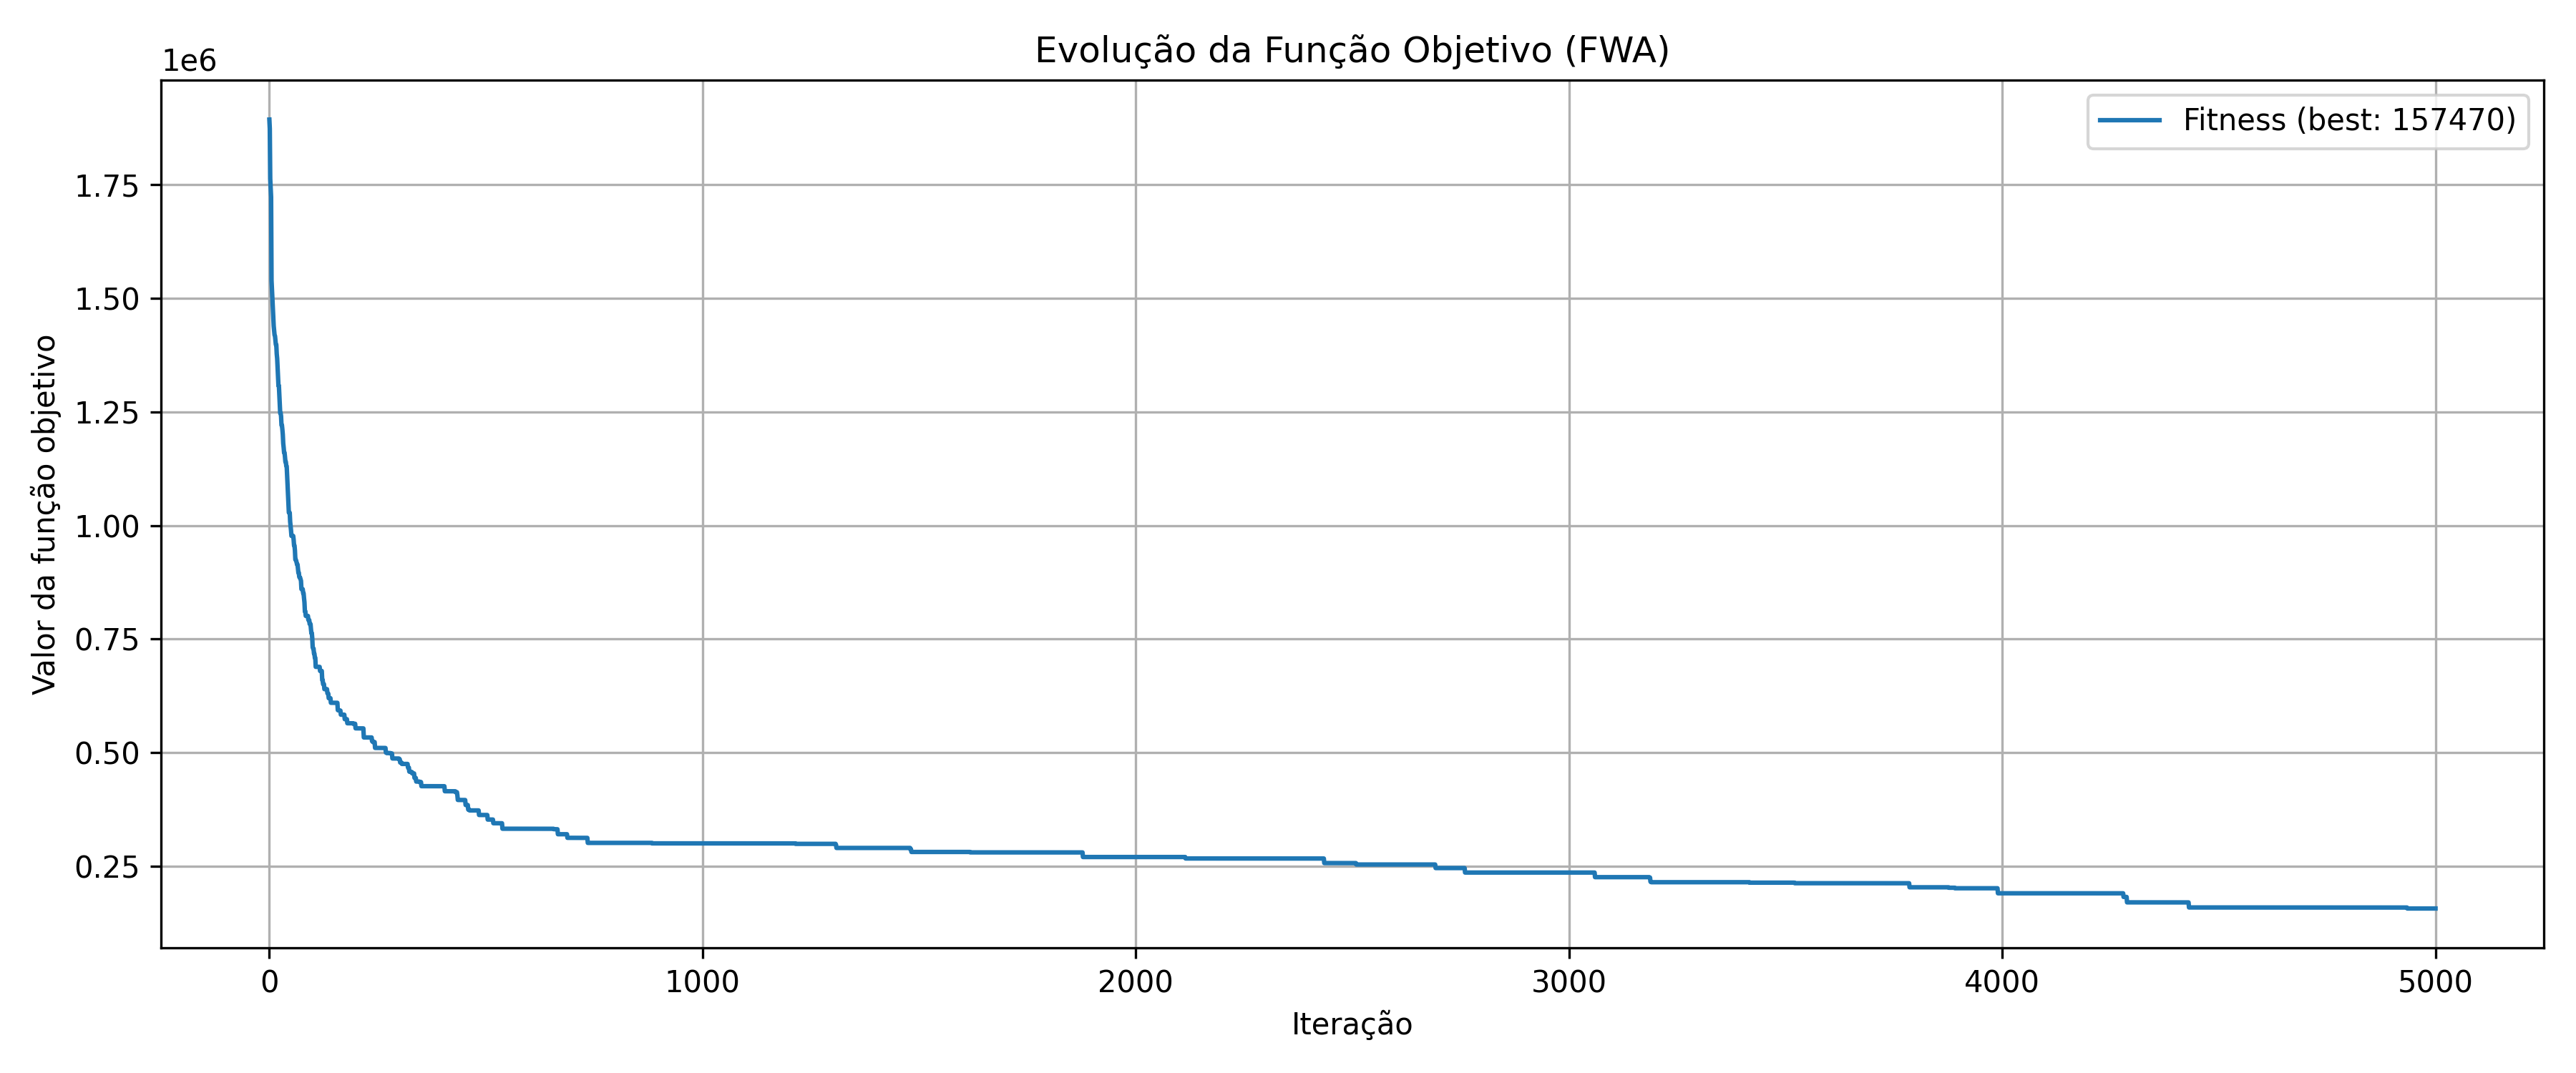 Evolução da Função Objetivo (FWA)
1e6
Fitness (best: 157470)
1.75
1.50
1.25
1.00
0.75
0.50
0.25
Valor da função objetivo
0 1000 2000 3000 4000 5000
Iteração